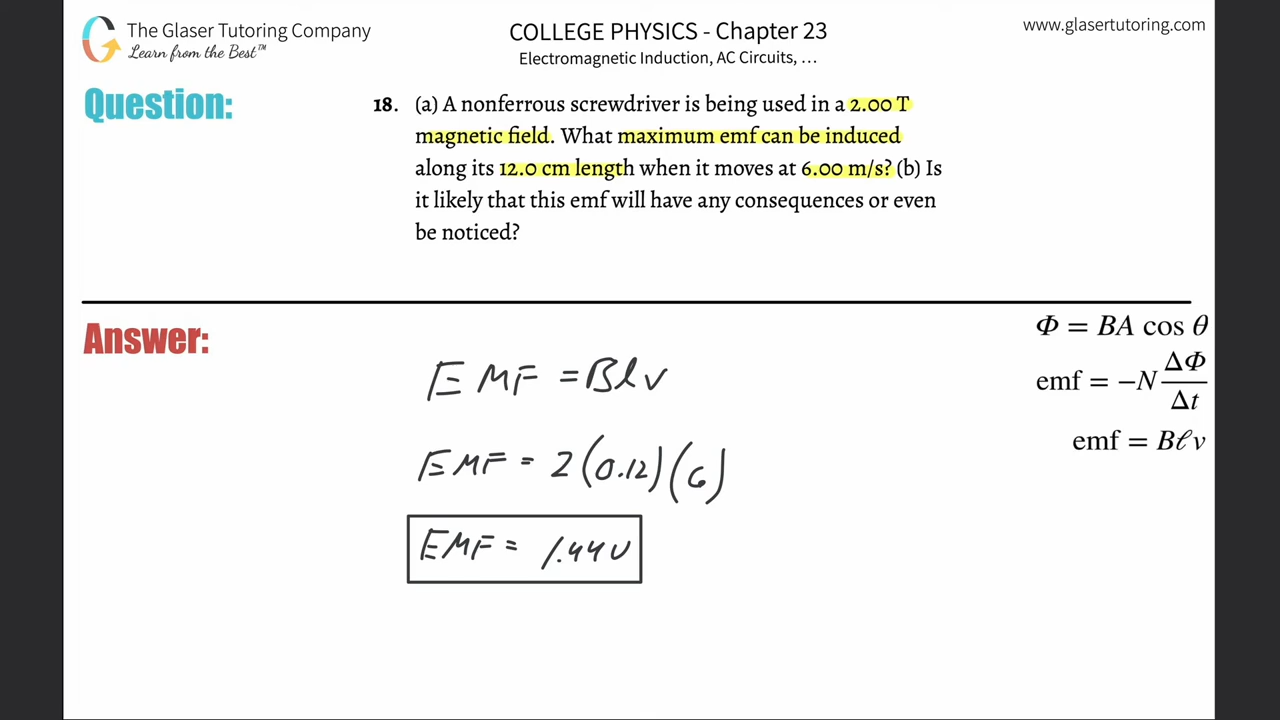 The Glaser Tutoring Company
Learn from the Best™
COLLEGE PHYSICS - Chapter 23
Electromagnetic Induction, AC Circuits, …
www.glasertutoring.com
Question:
18. (a) A nonferrous screwdriver is being used in a 2.00 T
magnetic field. What maximum emf can be induced
along its 12.0 cm length when it moves at 6.00 m/s? (b) Is
it likely that this emf will have any consequences or even
be noticed?
Answer:
EMF = Blv
EMF = 2(0.12)(6)
EMF = 1.44V
Φ = BA cos θ
emf = −N ΔΦ/Δt
emf = Bℓv